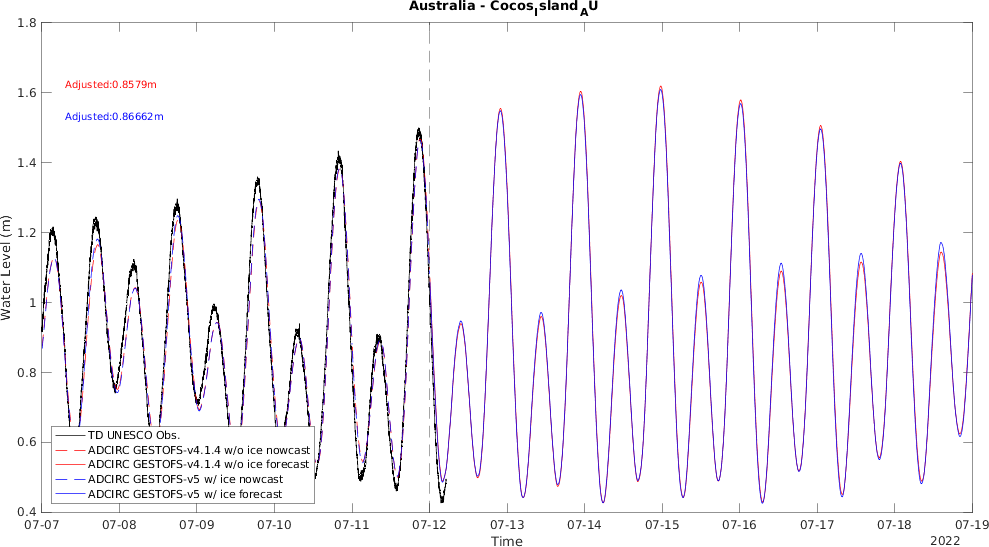 Australia - Cocos_Island_AU
1.8
1.6
1.4
1.2
1
0.8
0.6
0.4
Water Level (m)
Adjusted:0.8579m
Adjusted:0.86662m
TD UNESCO Obs.
ADCIRC GESTOFS-v4.1.4 w/o ice nowcast
ADCIRC GESTOFS-v4.1.4 w/o ice forecast
ADCIRC GESTOFS-v5 w/ ice nowcast
ADCIRC GESTOFS-v5 w/ ice forecast
07-07 07-08 07-09 07-10 07-11 07-12 07-13 07-14 07-15 07-16 07-17 07-18 07-19
Time
2022